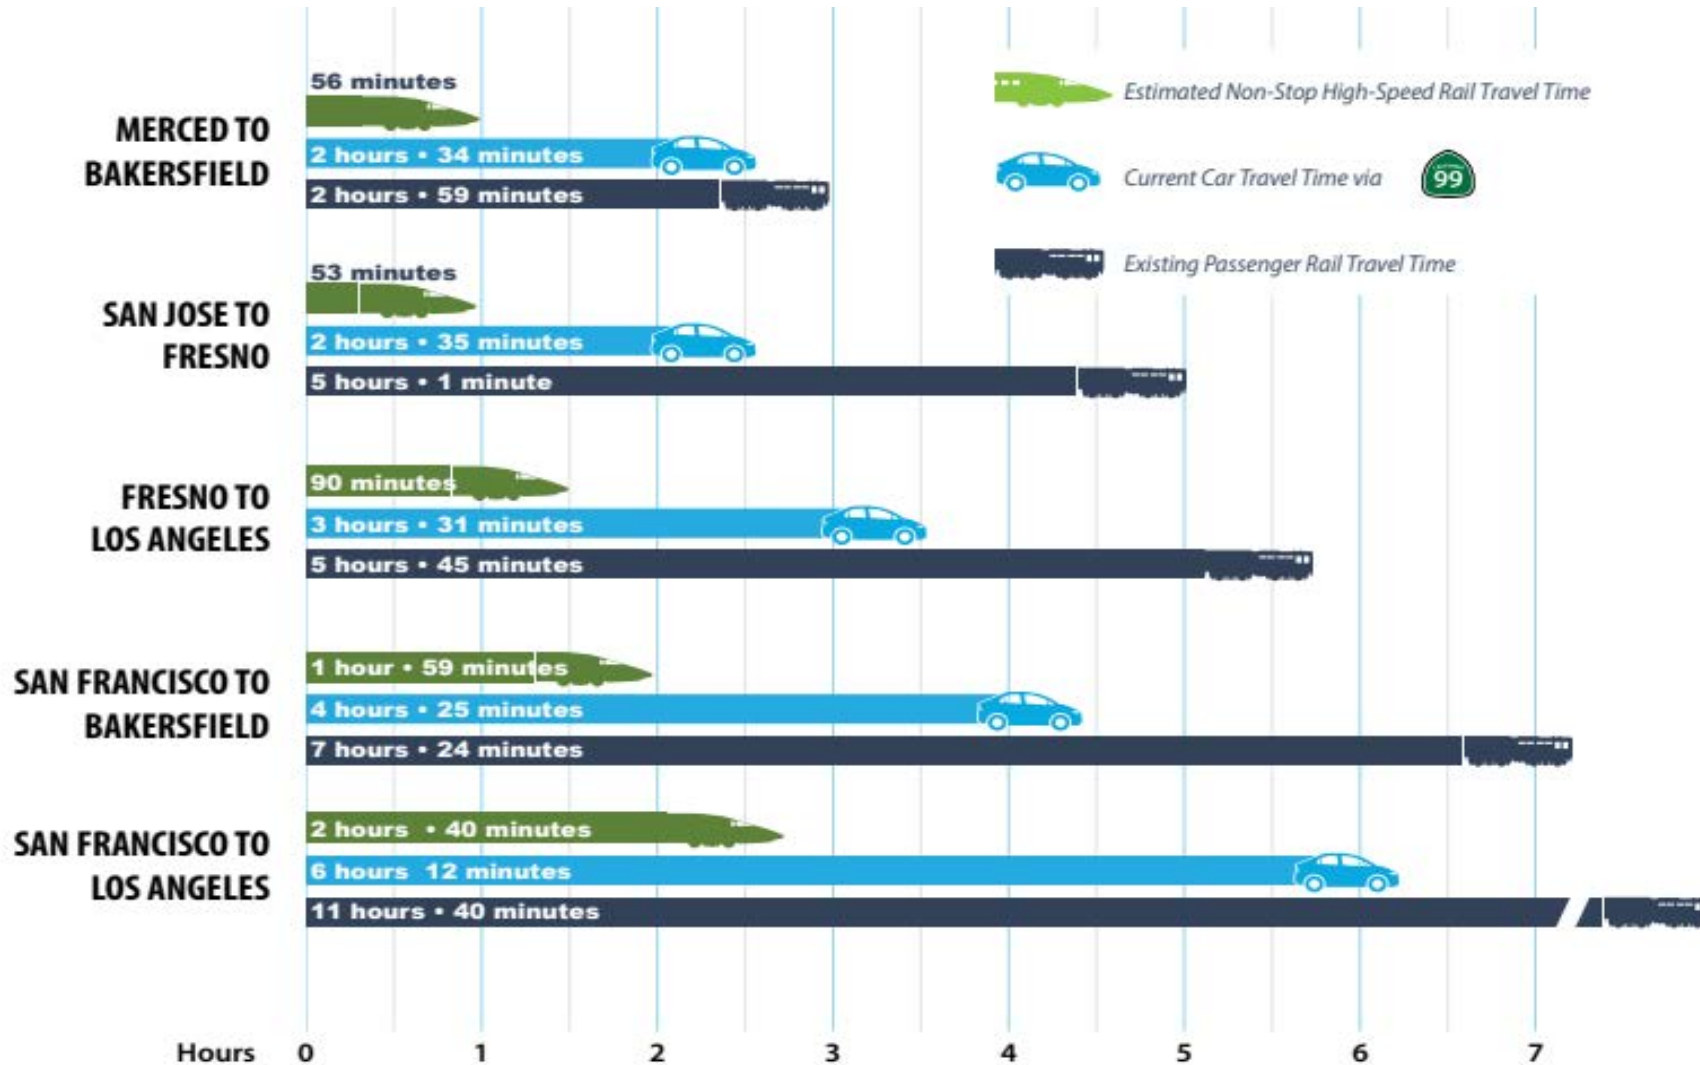 56 minutes
MERCED TO
BAKERSFIELD
2 hours • 34 minutes
2 hours • 59 minutes
Estimated Non-Stop High-Speed Rail Travel Time
Current Car Travel Time via
99
Existing Passenger Rail Travel Time
53 minutes
SAN JOSE TO
FRESNO
2 hours • 35 minutes
5 hours • 1 minute
90 minutes
FRESNO TO
LOS ANGELES
3 hours • 31 minutes
5 hours • 45 minutes
1 hour • 59 minutes
SAN FRANCISCO TO
BAKERSFIELD
4 hours • 25 minutes
7 hours • 24 minutes
2 hours • 40 minutes
SAN FRANCISCO TO
LOS ANGELES
6 hours 12 minutes
11 hours • 40 minutes
Hours 0 1 2 3 4 5 6 7